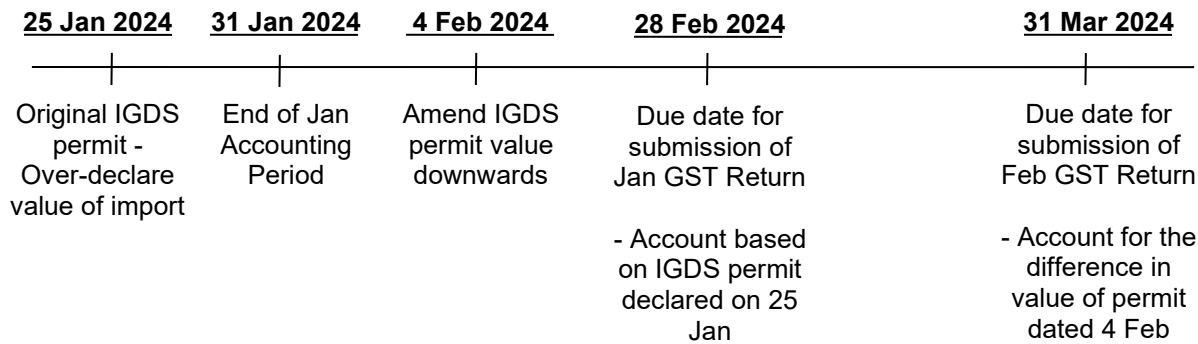 25 Jan 2024
31 Jan 2024
4 Feb 2024
28 Feb 2024
31 Mar 2024
Original IGDS
permit -
Over-declare
value of import
End of Jan
Accounting
Period
Amend IGDS
permit value
downwards
Due date for
submission of
Jan GST Return
- Account based
on IGDS permit
declared on 25
Jan
Due date for
submission of
Feb GST Return
- Account for the
difference in
value of permit
dated 4 Feb